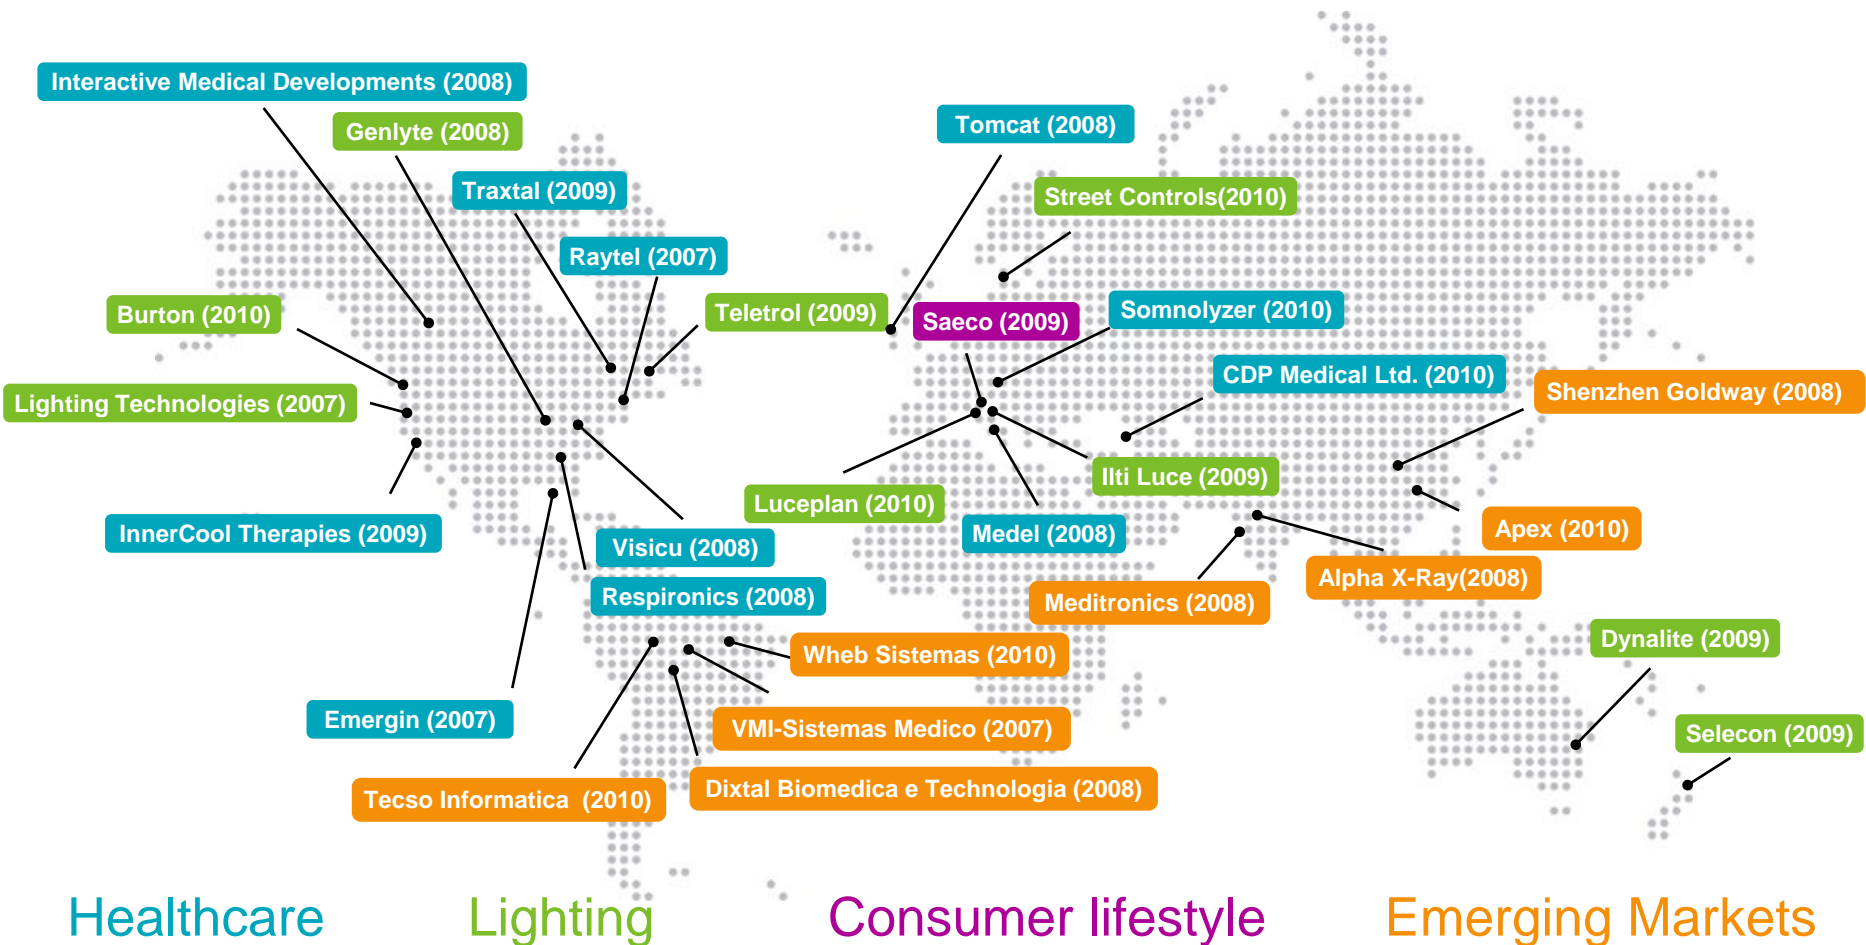 Interactive Medical Developments (2008)
Genlyte (2008)
Tomcat (2008)
Traxtal (2009)
Street Controls(2010)
Raytel (2007)
Burton (2010)
Teletrol (2009)
Saeco (2009)
Somnolyzer (2010)
CDP Medical Ltd. (2010)
Shenzhen Goldway (2008)
Lighting Technologies (2007)
Ilti Luce (2009)
Luceplan (2010)
InnerCool Therapies (2009)
Visicu (2008)
Medel (2008)
Apex (2010)
Alpha X-Ray(2008)
Respironics (2008)
Meditronics (2008)
Dynalite (2009)
Wheb Sistemas (2010)
Emergin (2007)
VMI-Sistemas Medico (2007)
Selecon (2009)
Tecso Informatica (2010)
Dixtal Biomedica e Technologia (2008)
Healthcare
Lighting
Consumer lifestyle
Emerging Markets